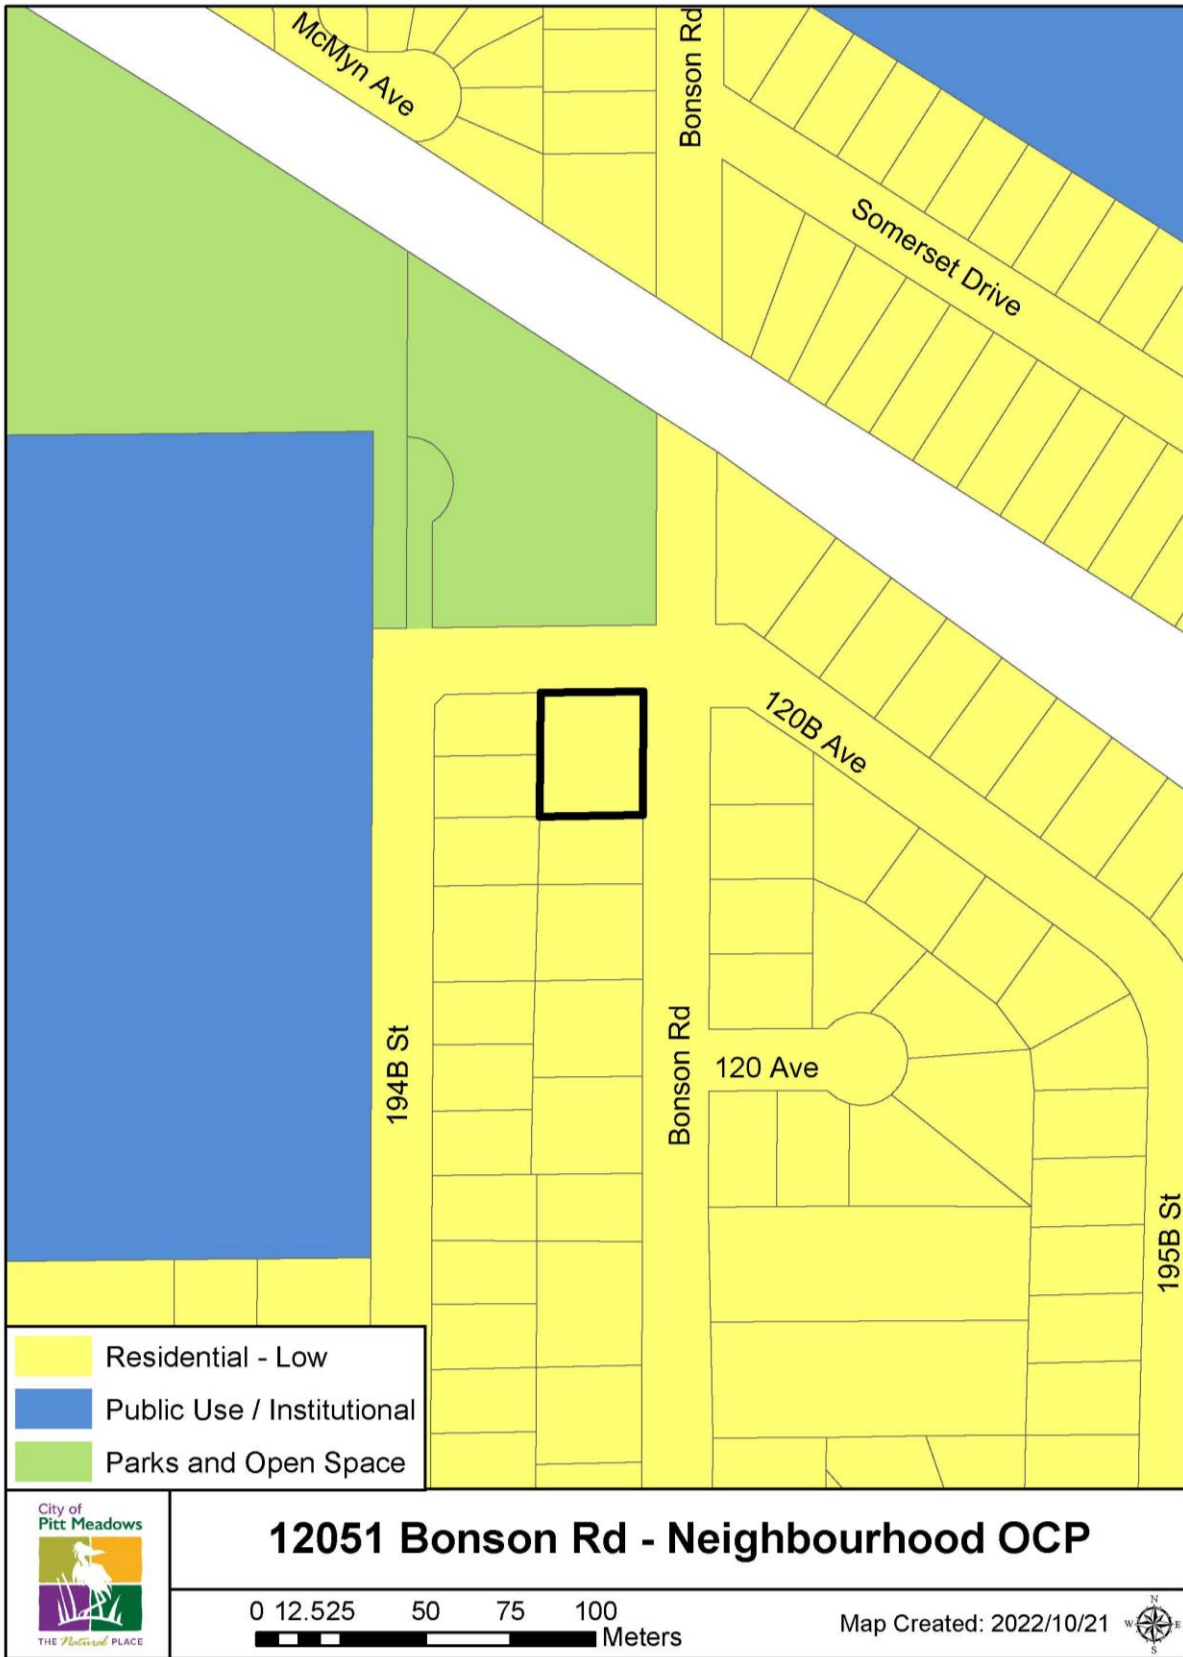 McMyn Ave
Bonson Rd
Somerset Drive
120B Ave
194B St
Bonson Rd
120 Ave
195B St
Residential - Low
Public Use / Institutional
Parks and Open Space
City of
Pitt Meadows
THE Natural PLACE
12051 Bonson Rd - Neighbourhood OCP
0 12.525 50 75 100
Meters
Map Created: 2022/10/21
N
W E
S